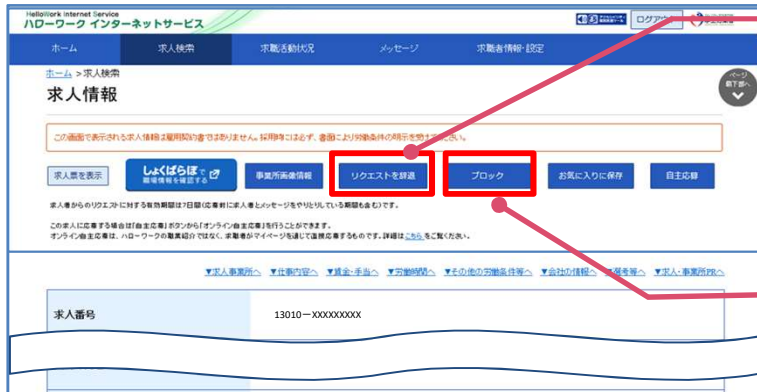 HelloWork Internet Service
ハローワーク インターネットサービス
ログア
ホーム 求人検索 求職活動状況 メッセージ 求職者情報・設定
ホーム > 求人検索
求人情報
ページ
最下部へ
この画面で表示される求人情報は雇用契約書ではありません。採用時には必ず、書面により労働条件の明示を
求人票を表示
しょくばらぼで
職場情報を確認する
事業所画像情報
リクエストを辞退
ブロック
お気に入りに保存
自主応募
求人者からのリクエストに対する有効期間は7日間(応募前に求人者とメッセージをやりとりしている期間も含む)です。
この求人に応募する場合は「自主応募」ボタンから「オンライン自主応募」を行うことができます。
オンライン自主応募は、ハローワークの職業紹介ではなく、求職者がマイページを通じて直接応募するものです。詳細はこちらをご覧ください。
▼求人事業所へ ▼仕事内容へ ▼賃金・手当へ ▼労働時間へ ▼その他の労働条件等へ ▼会社の情報へ 選考等へ ▼求人・事業所PRへ
求人番号 13010－XXXXXXXXX